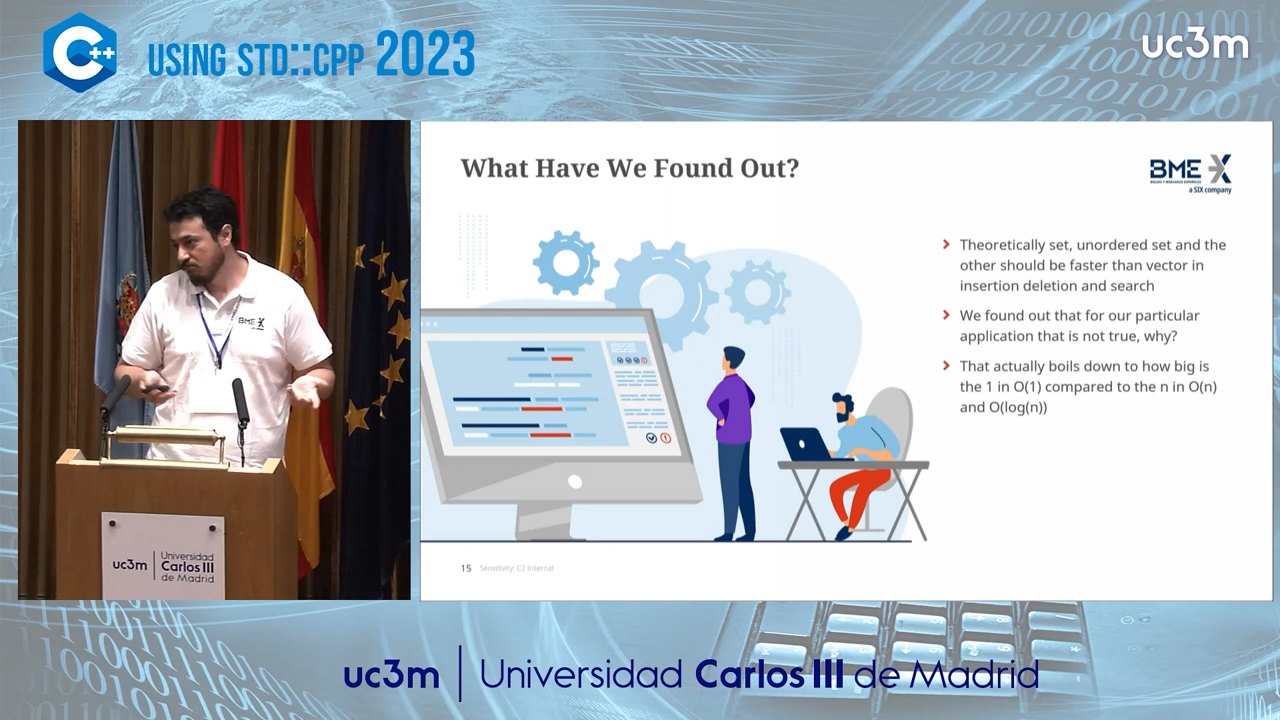 C++
USING STD::CPP 2023
uc3m
What Have We Found Out?
BME X
BOLSAS Y MERCADOS ESPAÑOLES
a SIX company
Theoretically set, unordered set and the
other should be faster than vector in
insertion deletion and search
We found out that for our particular
application that is not true, why?
That actually boils down to how big is
the 1 in O(1) compared to the n in O(n)
and O(log(n))
15 Sensitivity: C2 Internal
BME X
uc3m
Universidad
Carlos III
de Madrid
uc3m Universidad Carlos III de Madrid